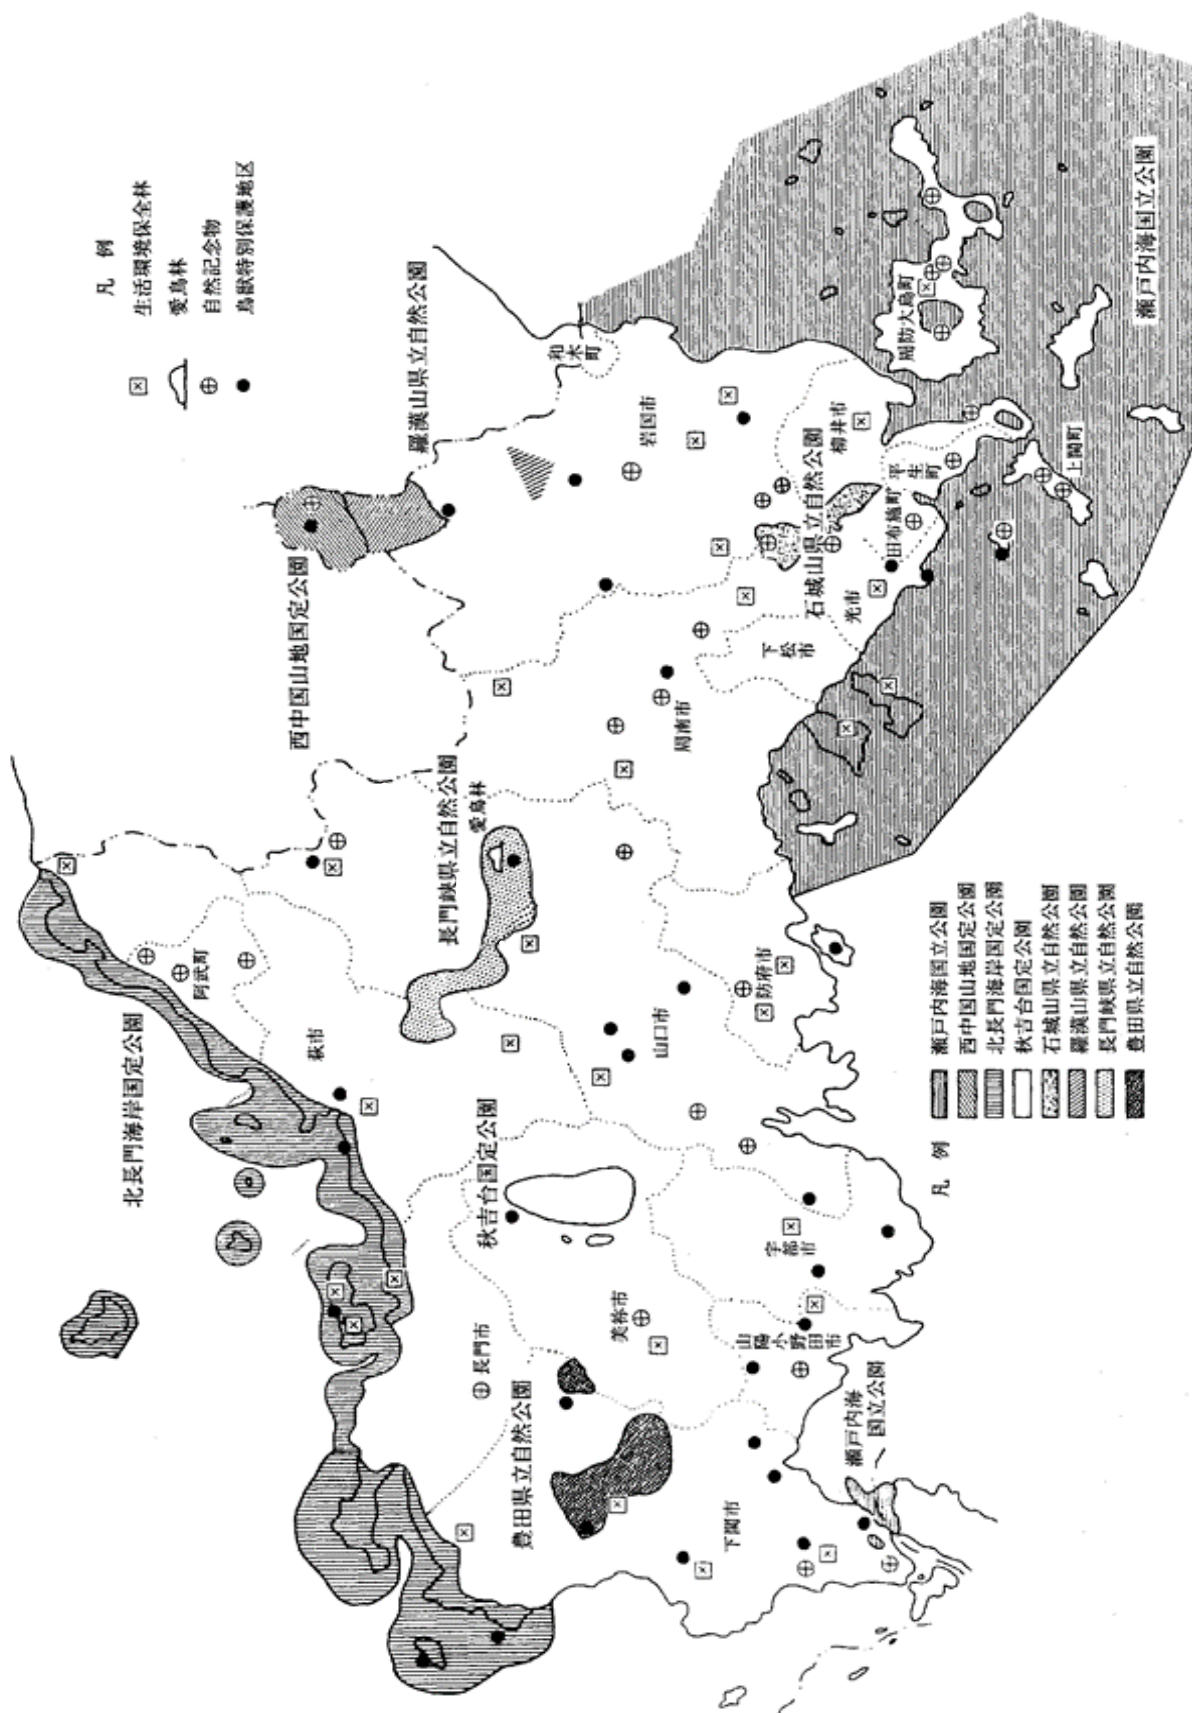 凡 例
生活環境保全林
愛鳥林
自然記念物
鳥獣特別保護地区
羅漢山県立自然公園
西中国山地国定公園
長門峡県立自然公園
愛鳥林
北長門海岸国定公園
秋吉台国定公園
豊田県立自然公園
石城山県立自然公園
瀬戸内海国立公園
瀬戸内海
国立公園
和木町
岩国市
柳井市
周防大島町
平生町
上関町
田布施町
光市
下松市
周南市
阿武町
萩市
防府市
山口市
宇部市
美祢市
長門市
山陽小野田市
下関市
凡 例
瀬戸内海国立公園
西中国山地国定公園
北長門海岸国定公園
秋吉台国定公園
石城山県立自然公園
羅漢山県立自然公園
長門峡県立自然公園
豊田県立自然公園